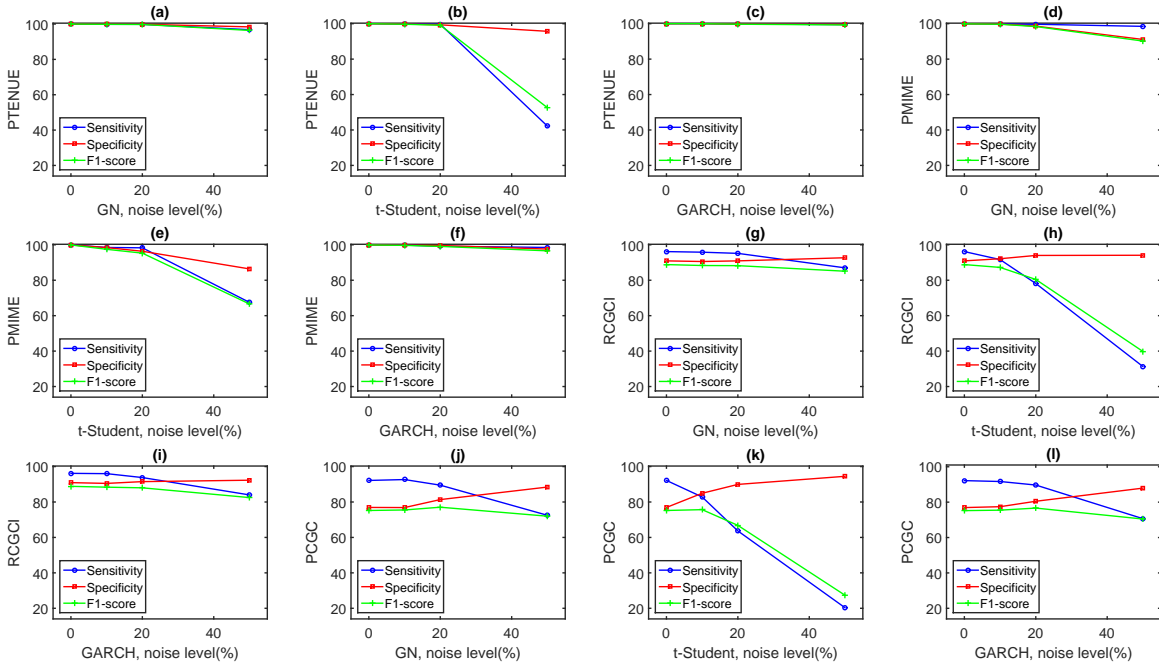 (a)
PTENUE
100
80
60
40
20
Sensitivity
Specificity
F1-score
0 20 40
GN, noise level(%)
(b)
PTENUE
100
80
60
40
20
Sensitivity
Specificity
F1-score
0 20 40
t-Student, noise level(%)
(c)
PTENUE
100
80
60
40
20
Sensitivity
Specificity
F1-score
0 20 40
GARCH, noise level(%)
(d)
PMIME
100
80
60
40
20
Sensitivity
Specificity
F1-score
0 20 40
GN, noise level(%)
(e)
PMIME
100
80
60
40
20
Sensitivity
Specificity
F1-score
0 20 40
t-Student, noise level(%)
(f)
PMIME
100
80
60
40
20
Sensitivity
Specificity
F1-score
0 20 40
GARCH, noise level(%)
(g)
RCGCI
100
80
60
40
20
Sensitivity
Specificity
F1-score
0 20 40
GN, noise level(%)
(h)
RCGCI
100
80
60
40
20
Sensitivity
Specificity
F1-score
0 20 40
t-Student, noise level(%)
(i)
RCGCI
100
80
60
40
20
Sensitivity
Specificity
F1-score
0 20 40
GARCH, noise level(%)
(j)
PCGC
100
80
60
40
20
Sensitivity
Specificity
F1-score
0 20 40
GN, noise level(%)
(k)
PCGC
100
80
60
40
20
Sensitivity
Specificity
F1-score
0 20 40
t-Student, noise level(%)
(l)
PCGC
100
80
60
40
20
Sensitivity
Specificity
F1-score
0 20 40
GARCH, noise level(%)